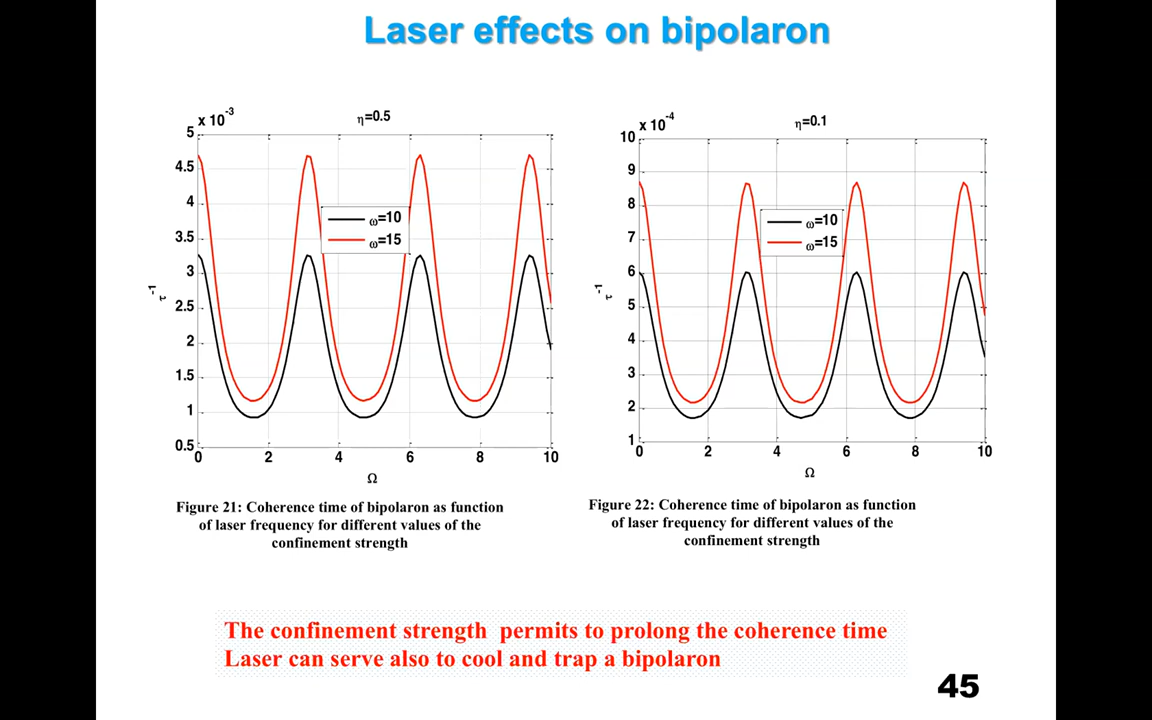 Laser effects on bipolaron
x 10-3
η=0.5
5
4.5
4
3.5
3
2.5
2
1.5
1
0.5
τ-1
ω=10
ω=15
0 2 4 6 8 10
Ω
Figure 21: Coherence time of bipolaron as function
of laser frequency for different values of the
confinement strength
x 10-4
η=0.1
10
9
8
7
6
5
4
3
2
1
τ-1
ω=10
ω=15
0 2 4 6 8 10
Ω
Figure 22: Coherence time of bipolaron as function
of laser frequency for different values of the
confinement strength
The confinement strength permits to prolong the coherence time
Laser can serve also to cool and trap a bipolaron
45